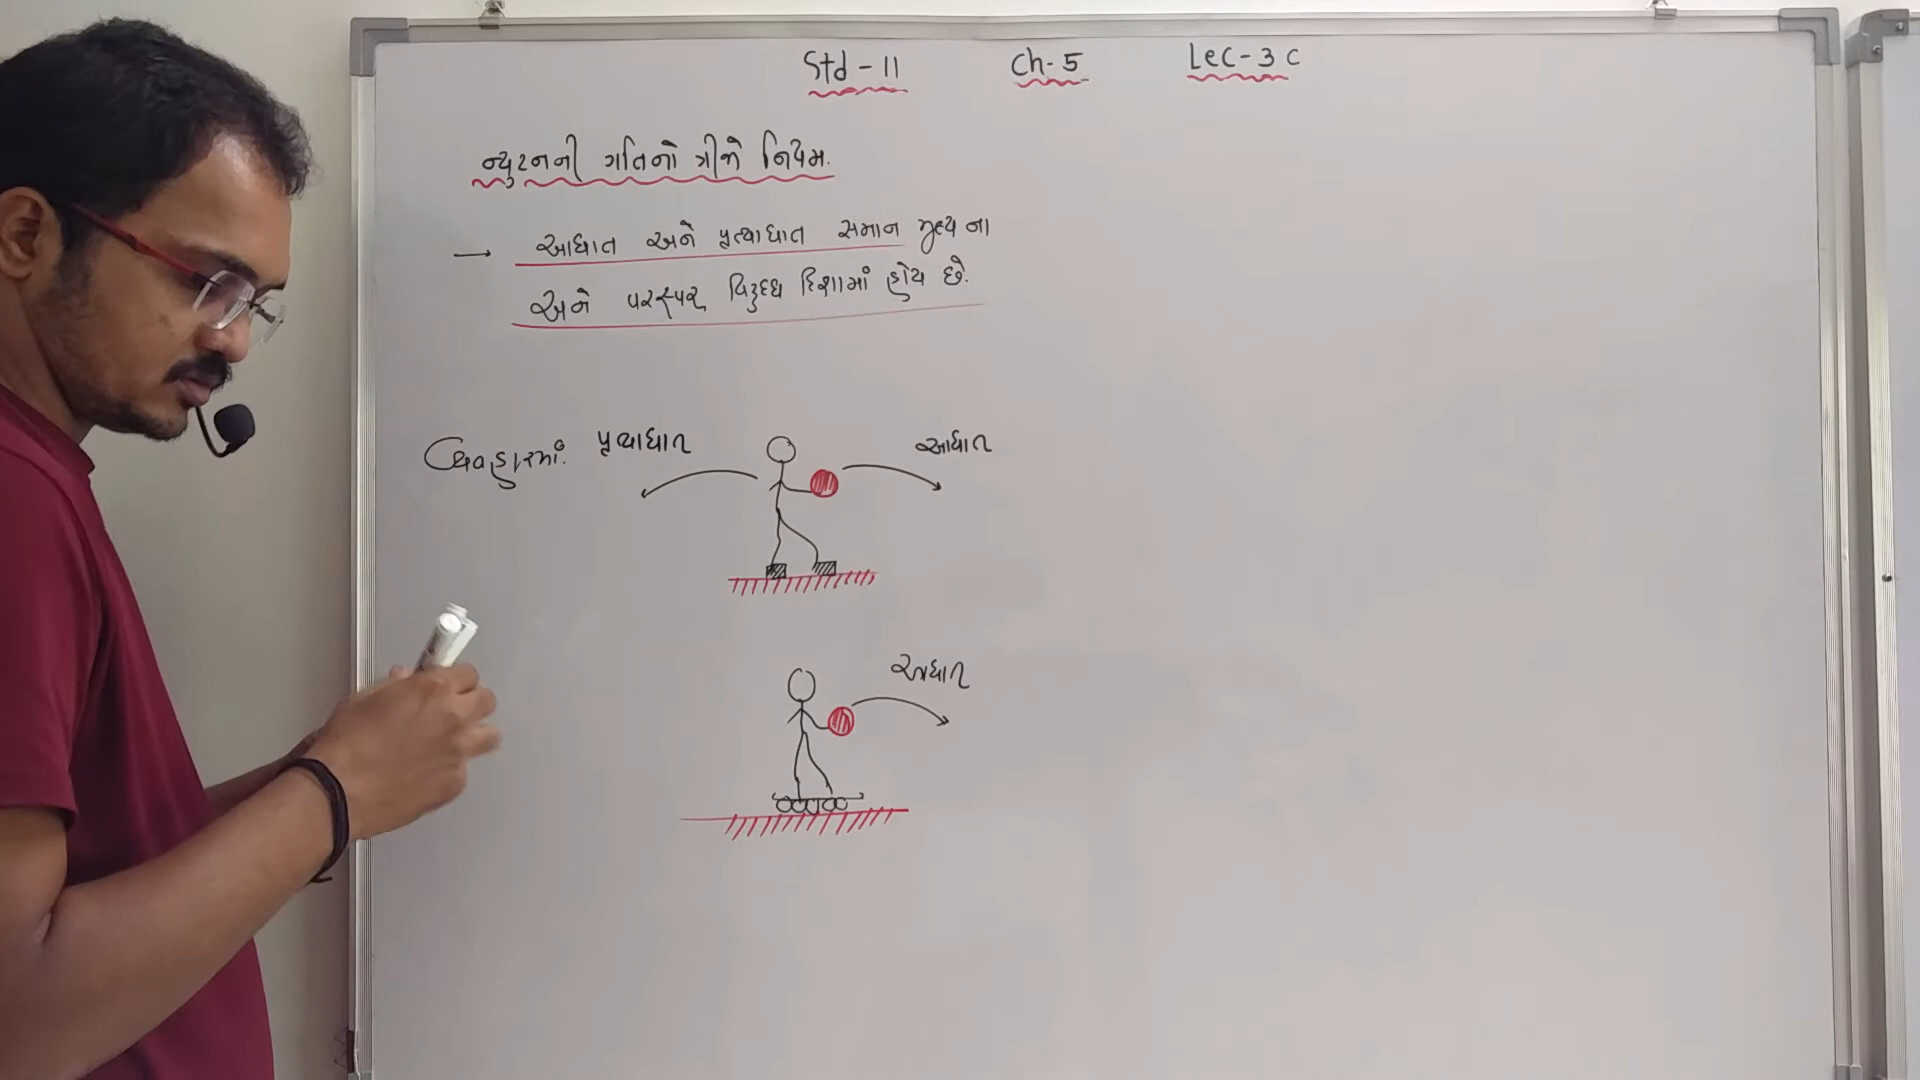 Std - 11 Ch- 5 Lec - 3 c
ન્યુટનની ગતિનો ત્રીજો નિયમ.
→ આઘાત અને પ્રત્યાઘાત સમાન મૂલ્ય ના
અને પરસ્પર વિરુદ્ધ દિશામાં હોય છે.
વ્યવહારમાં. પ્રત્યાઘાત આઘાત
આઘાત